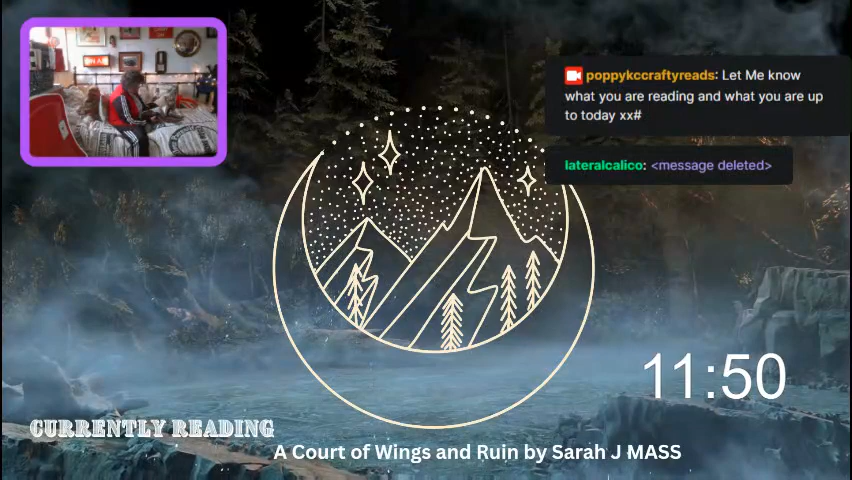 poppykccraftyreads: Let Me know
what you are reading and what you are up
to today xx#
lateralcalico: <message deleted>
11:50
CURRENTLY READING
A Court of Wings and Ruin by Sarah J MASS